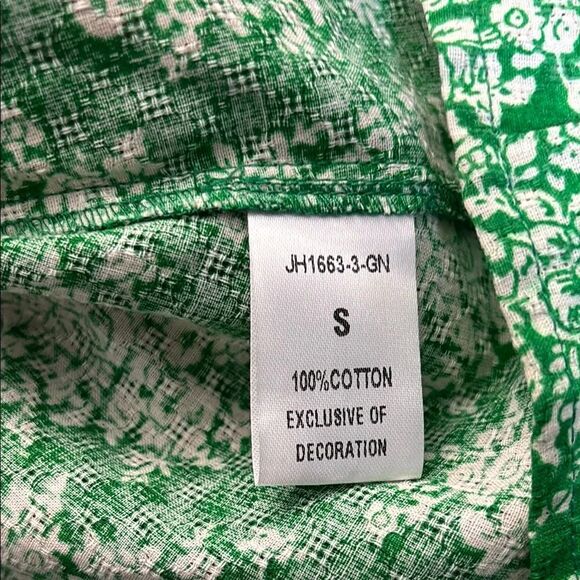 JH1663-3-GN
S
100%COTTON
EXCLUSIVE OF
DECORATION